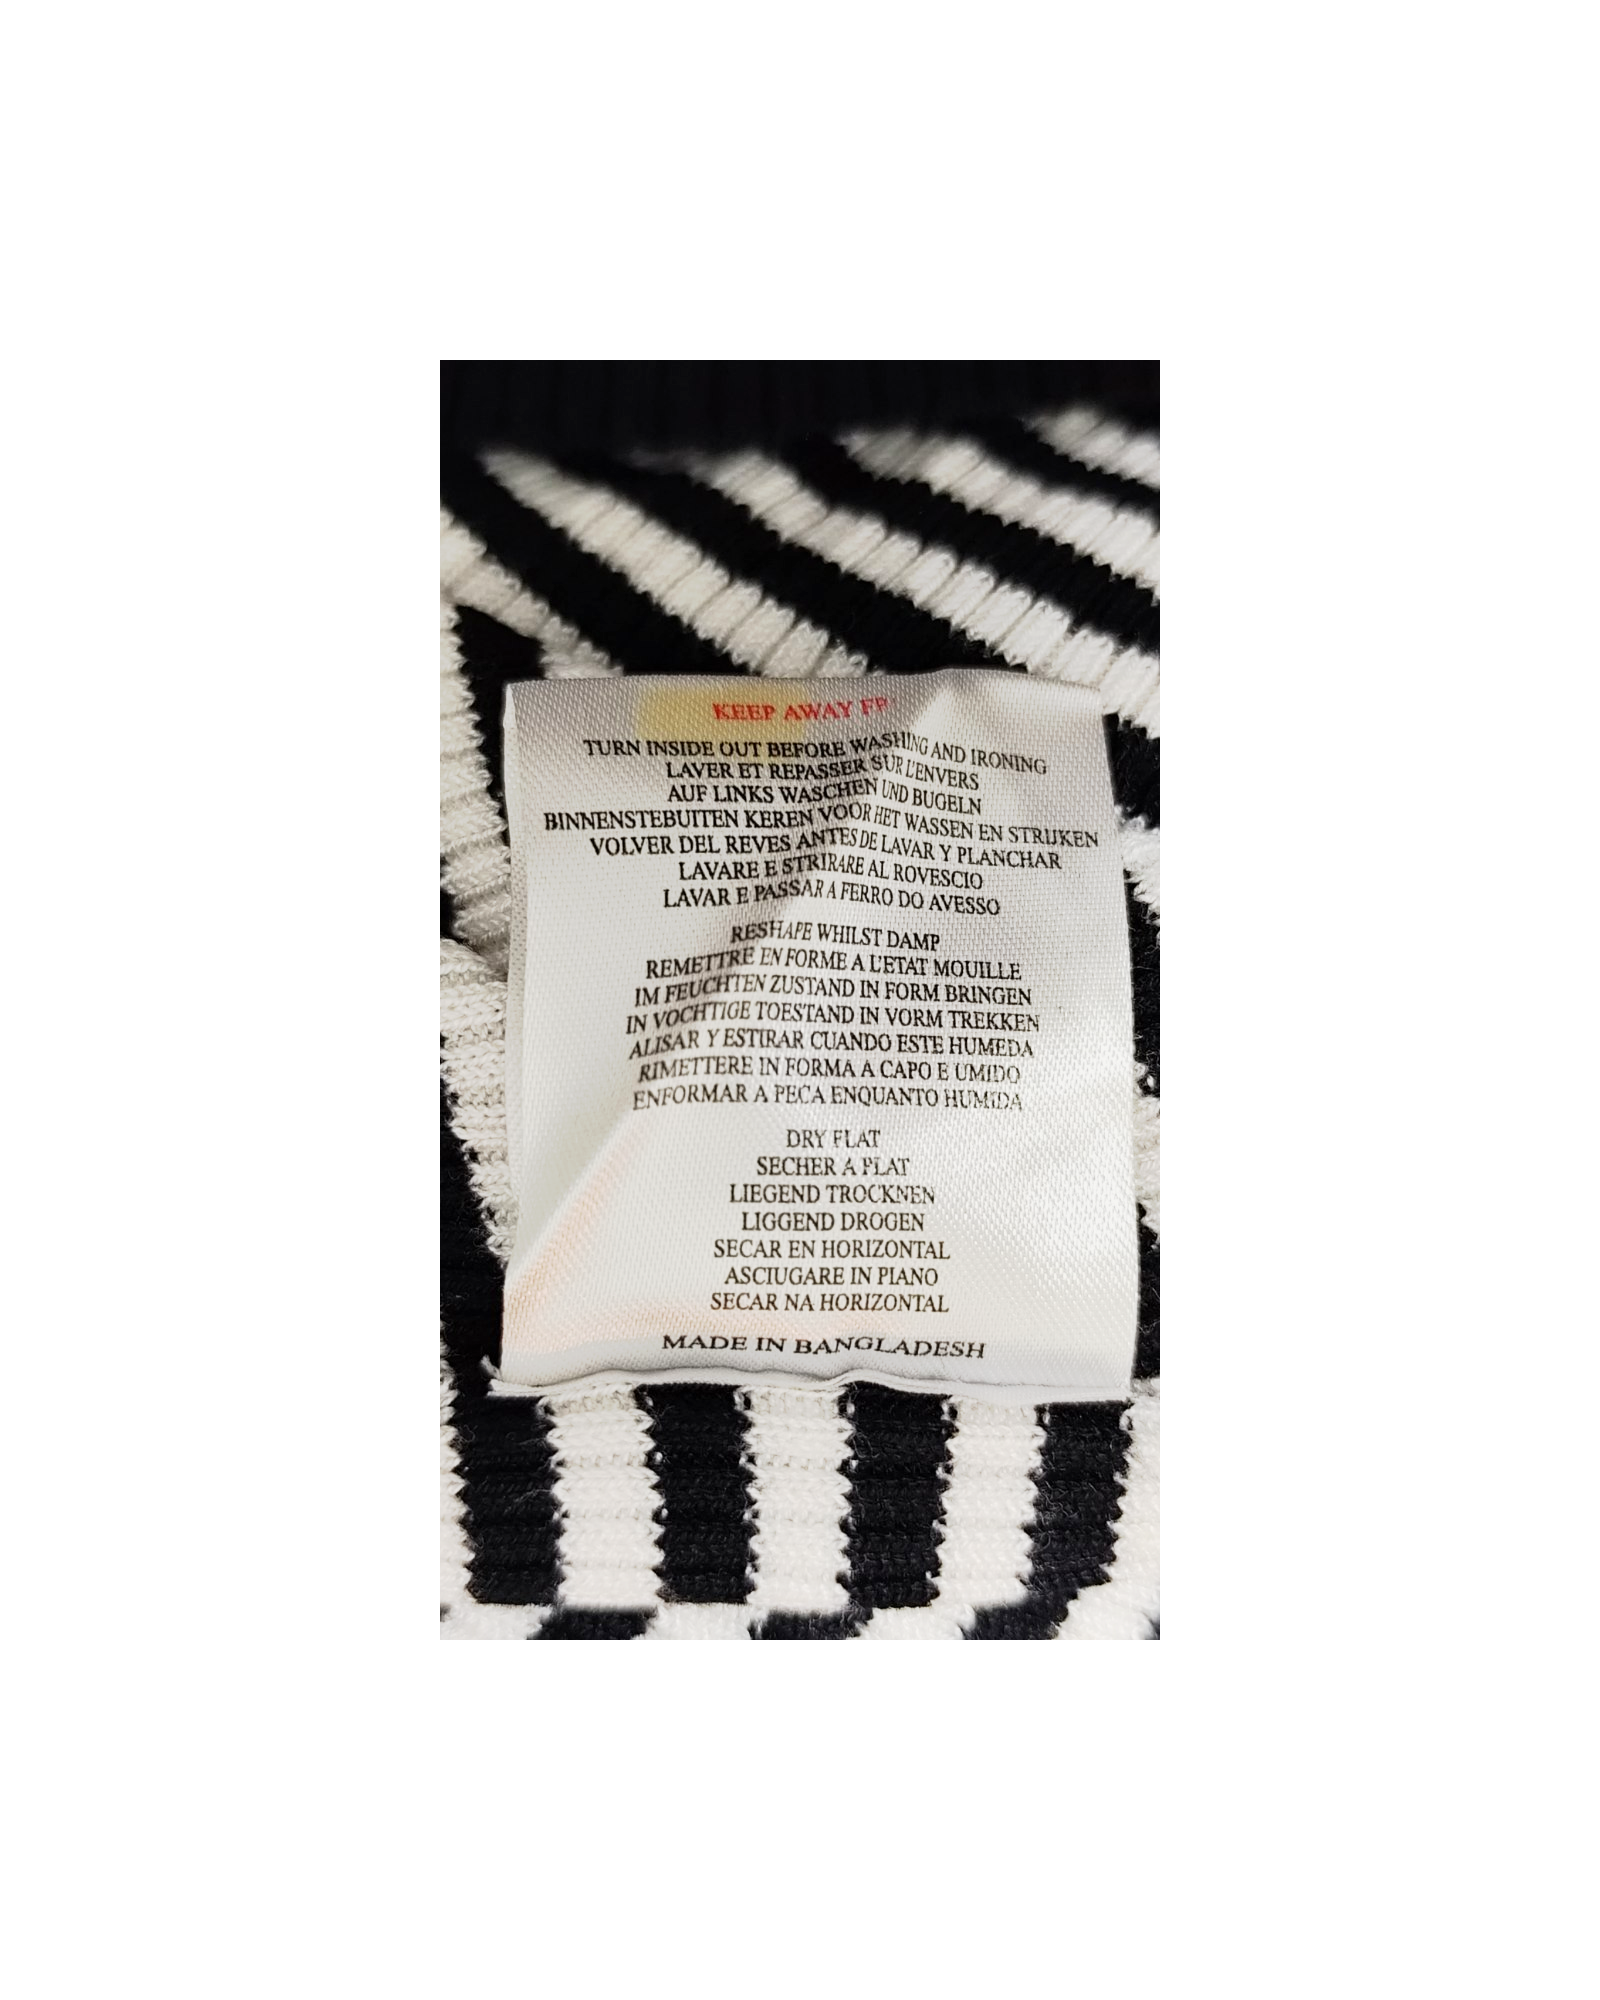 KEEP AWAY
TURN INSIDE OUT BEFORE WASHING AND IRONING
LAVER ET REPASSER SUR L'ENVERS
AUF LINKS WASCHEN UND BUGELN
BINNENSTEBUITEN KEREN VOOR HET WASSEN EN STRIJKEN
VOLVER DEL REVES ANTES DE LAVAR Y PLANCHAR
LAVARE E STRIRARE AL ROVESCIO
LAVAR E PASSAR A FERRO DO AVESSO
RESHAPE WHILST DAMP
REMETTRE EN FORME A L'ETAT MOUILLE
IM FEUCHTEN ZUSTAND IN FORM BRINGEN
IN VOCHTIGE TOESTAND IN VORM TREKKEN
ALISAR Y ESTIRAR CUANDO ESTE HUMEDA
RIMETTERE IN FORMA A CAPO E UMIDO
ENFORMAR A PECA ENQUANTO HUMIDA
DRY FLAT
SECHER A PLAT
LIEGEND TROCKNEN
LIGGEND DROGEN
SECAR EN HORIZONTAL
ASCIUGARE IN PIANO
SECAR NA HORIZONTAL
MADE IN BANGLADESH